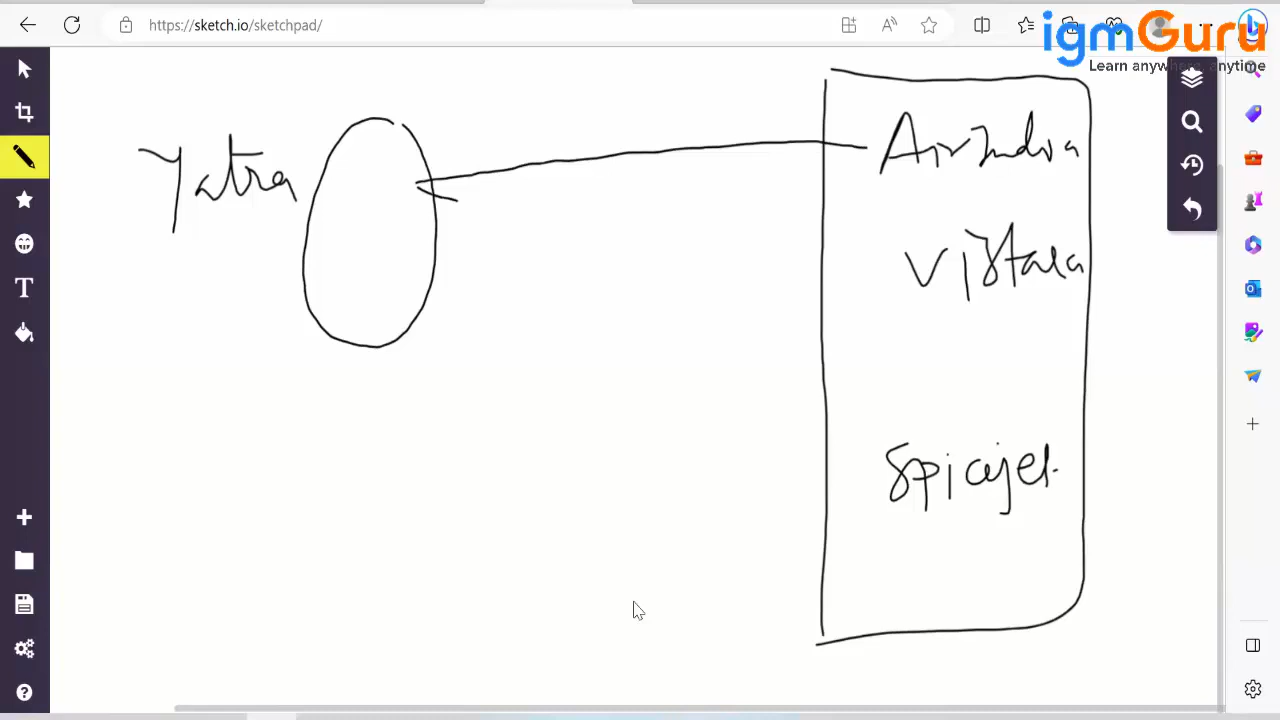 https://sketch.io/sketchpad/
igmGuru
Learn anywhere, anytime
Yatra
AirIndia
Vistara
Spicejet